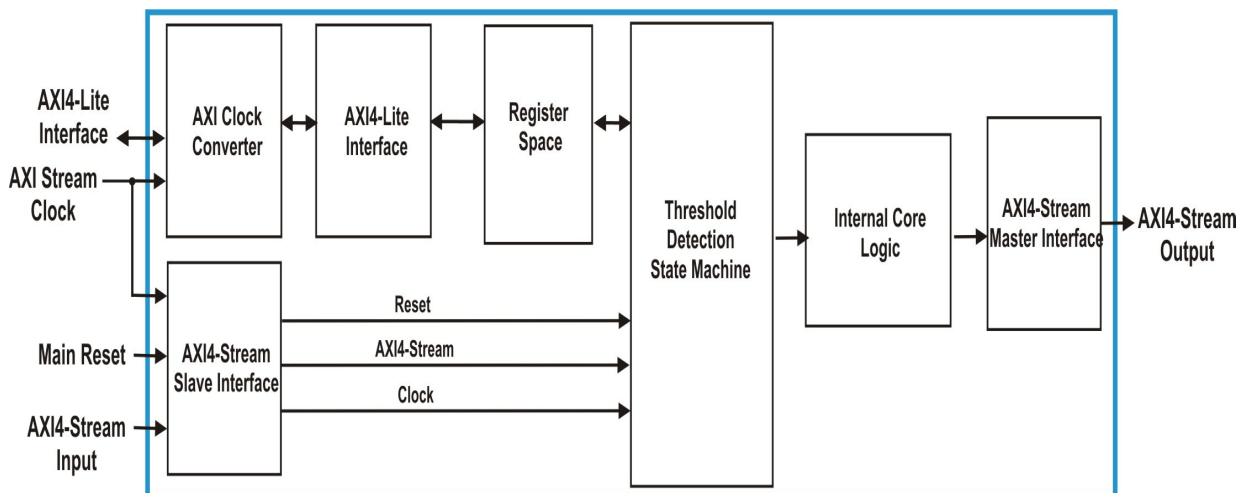 AXI4-Lite
Interface
AXI Stream
Clock
Main Reset
AXI4-Stream
Input
AXI Clock
Converter
AXI4-Lite
Interface
Register
Space
AXI4-Stream
Slave Interface
Reset
AXI4-Stream
Clock
Threshold
Detection
State Machine
Internal Core
Logic
AXI4-Stream
Master Interface
AXI4-Stream
Output